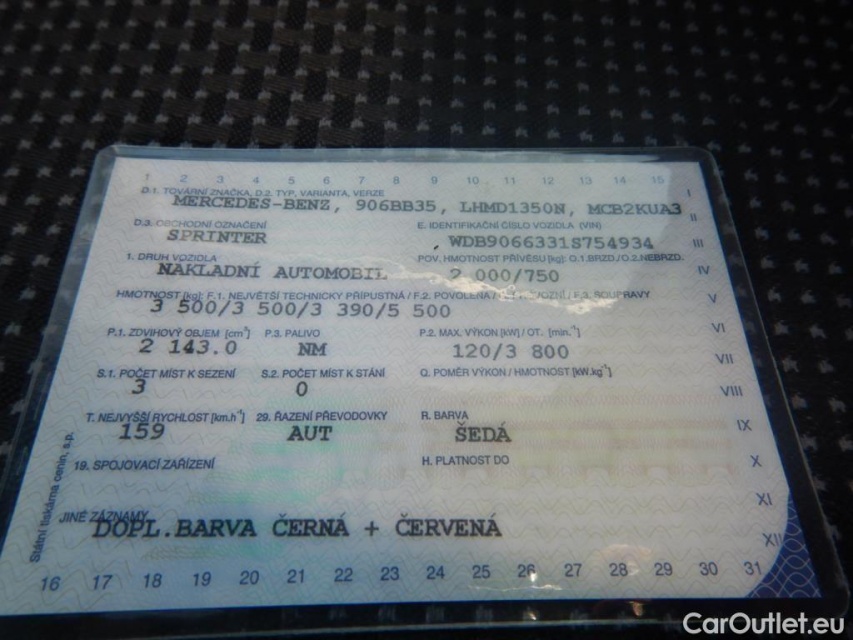 1 2 3 4 5 6 7 8 9 10 11 12 13 14 15
D.1. TOVÁRNÍ ZNAČKA, D.2. TYP, VARIANTA, VERZE I
MERCEDES-BENZ, 906BB35, LHMD1350N, MCB2KUA3
D.3. OBCHODNÍ OZNAČENÍ E. IDENTIFIKAČNÍ ČÍSLO VOZIDLA (VIN) II
SPRINTER WDB9066331S754934 III
1. DRUH VOZIDLA POV. HMOTNOST PŘÍVĚSU [kg]: O.1.BRZD./O.2.NEBRZD.
NÁKLADNÍ AUTOMOBIL 2 000/750 IV
HMOTNOST [kg]: F.1. NEJVĚTŠÍ TECHNICKY PŘÍPUSTNÁ / F.2. POVOLENÁ / F.3. SOUPRAVY V
3 500/3 500/3 390/5 500
P.1. ZDVIHOVÝ OBJEM [cm³] P.3. PALIVO P.2. MAX. VÝKON [kW] / OT. [min.⁻¹] VI
2 143.0 NM 120/3 800 VII
S.1. POČET MÍST K SEZENÍ S.2. POČET MÍST K STÁNÍ Q. POMĚR VÝKON / HMOTNOST [kW.kg⁻¹]
3 0 VIII
T. NEJVYŠŠÍ RYCHLOST [km.h⁻¹] 29. ŘAZENÍ PŘEVODOVKY R. BARVA IX
159 AUT ŠEDÁ
19. SPOJOVACÍ ZAŘÍZENÍ H. PLATNOST DO X
XI
JINÉ ZÁZNAMY
DOPL.BARVA ČERNÁ + ČERVENÁ XII
Státní tiskárna cenin, s.p.
16 17 18 19 20 21 22 23 24 25 26 27 28 29 30 31
CarOutlet.eu